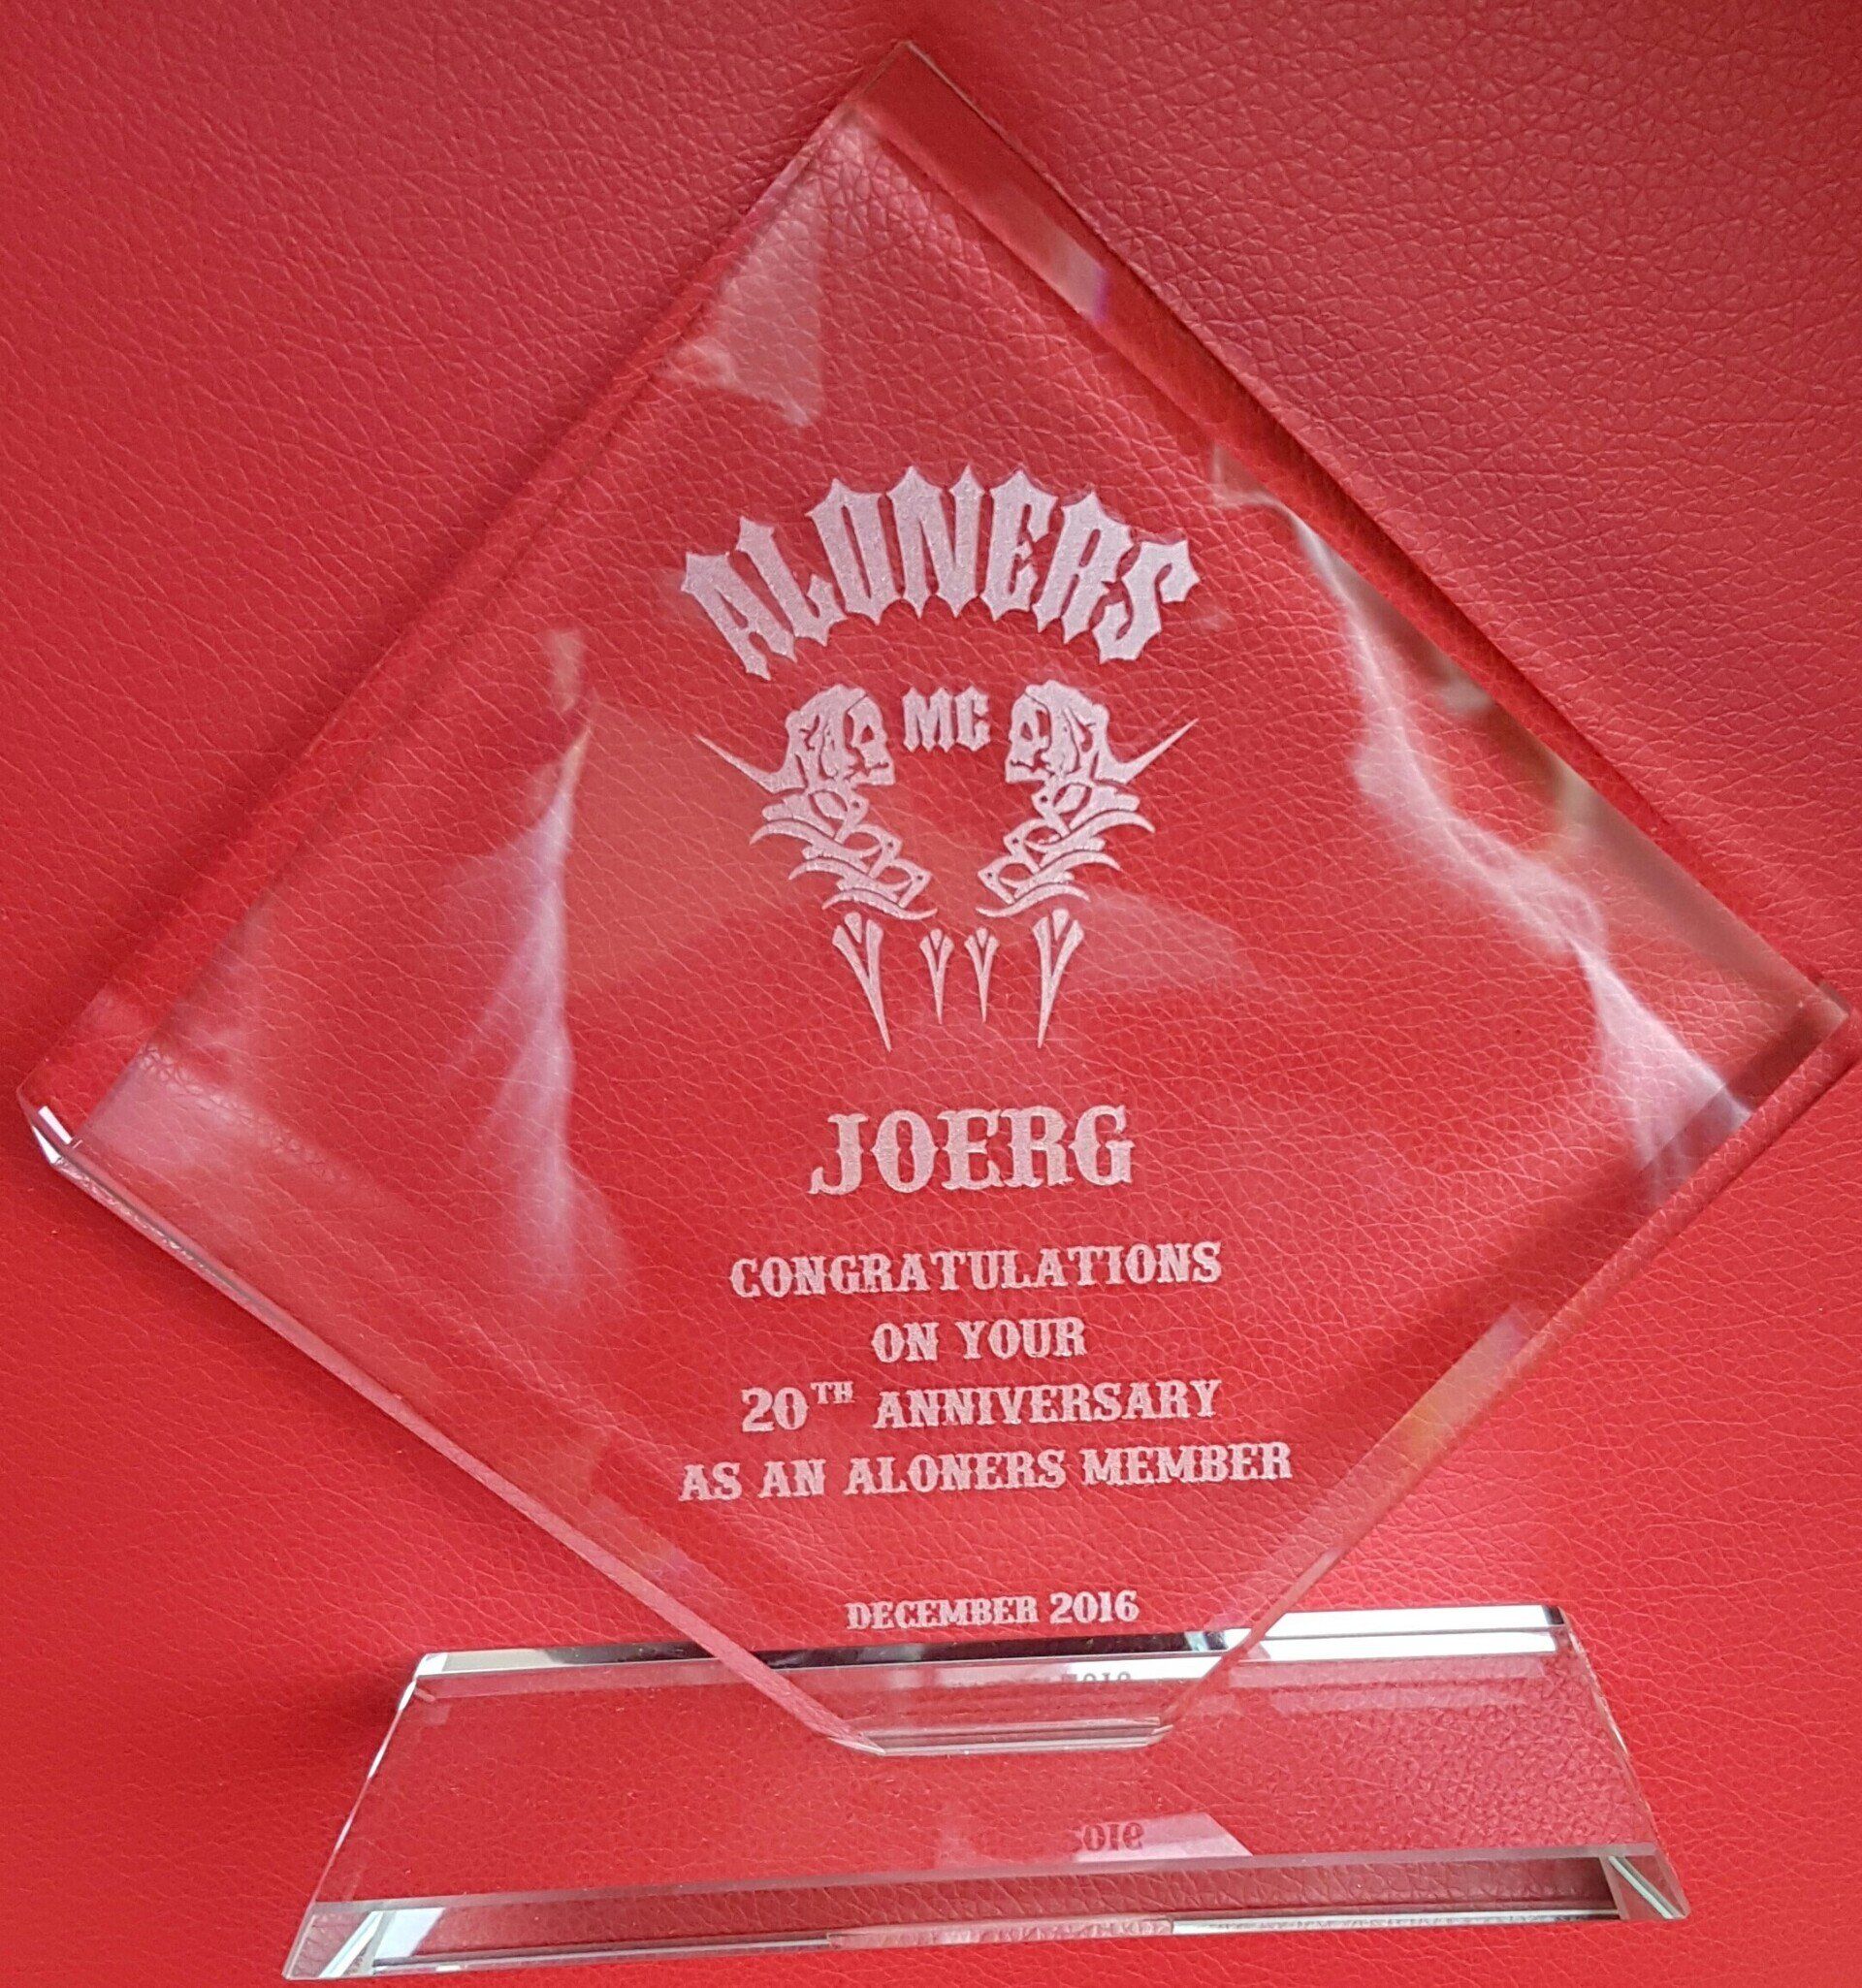 ALONERS
MC
JOERG
CONGRATULATIONS
ON YOUR
20TH ANNIVERSARY
AS AN ALONERS MEMBER
DECEMBER 2016